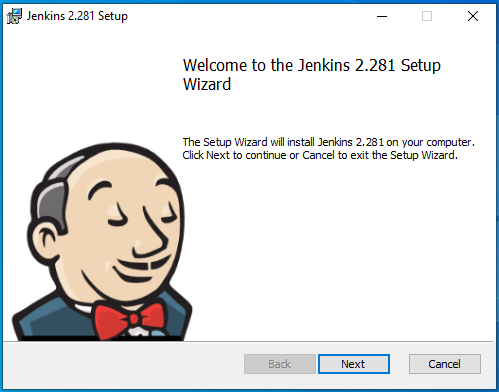 Jenkins 2.281 Setup
Welcome to the Jenkins 2.281 Setup
Wizard
The Setup Wizard will install Jenkins 2.281 on your computer.
Click Next to continue or Cancel to exit the Setup Wizard.
Back
Next
Cancel